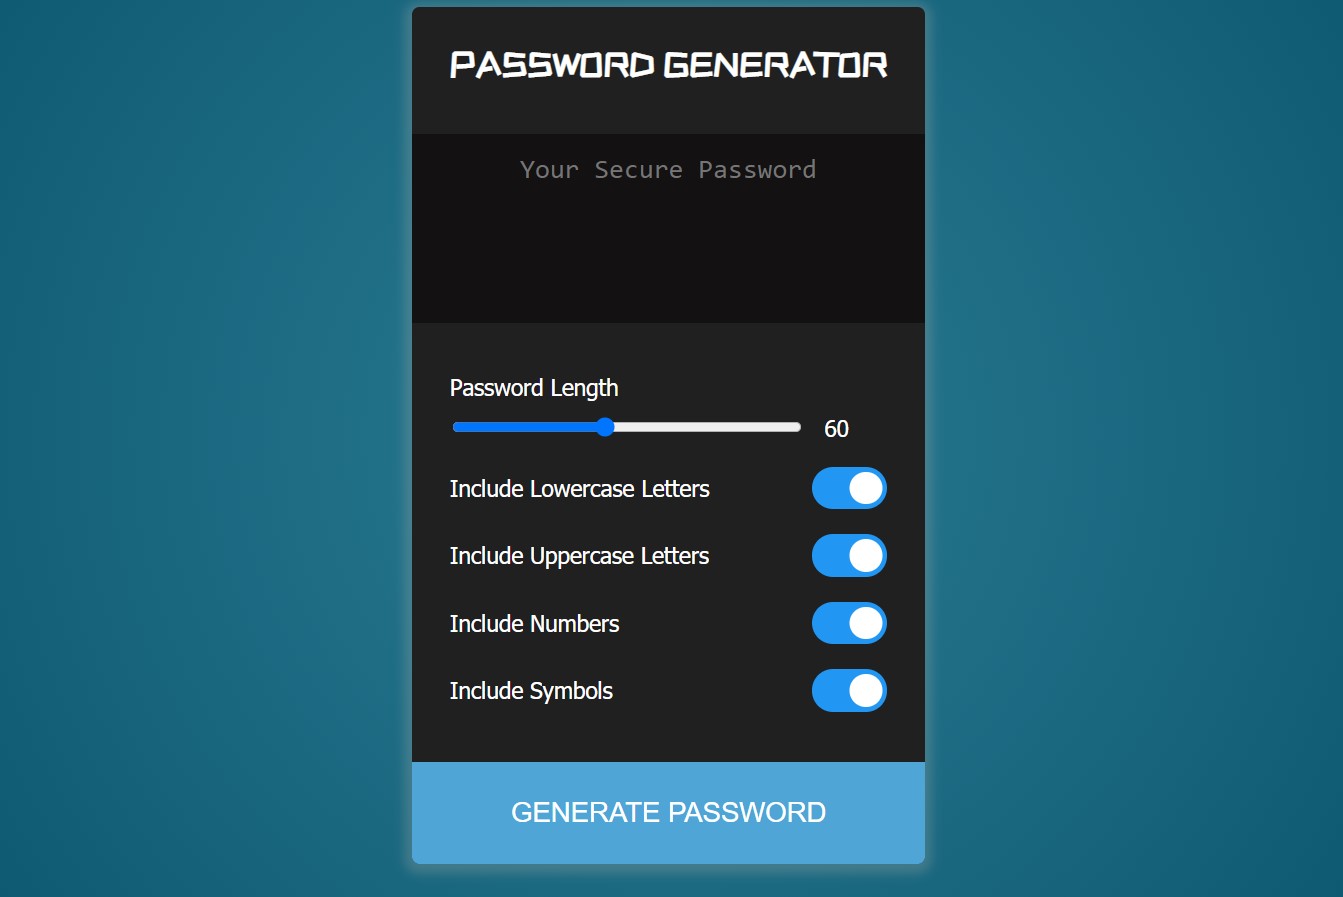 PASSWORD GENERATOR
Your Secure Password
Password Length
60
Include Lowercase Letters
Include Uppercase Letters
Include Numbers
Include Symbols
GENERATE PASSWORD